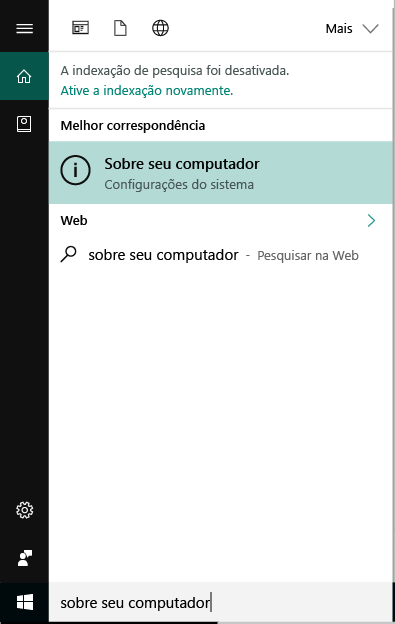 Mais
A indexação de pesquisa foi desativada.
Ative a indexação novamente.
Melhor correspondência
Sobre seu computador
Configurações do sistema
Web
sobre seu computador - Pesquisar na Web
sobre seu computador